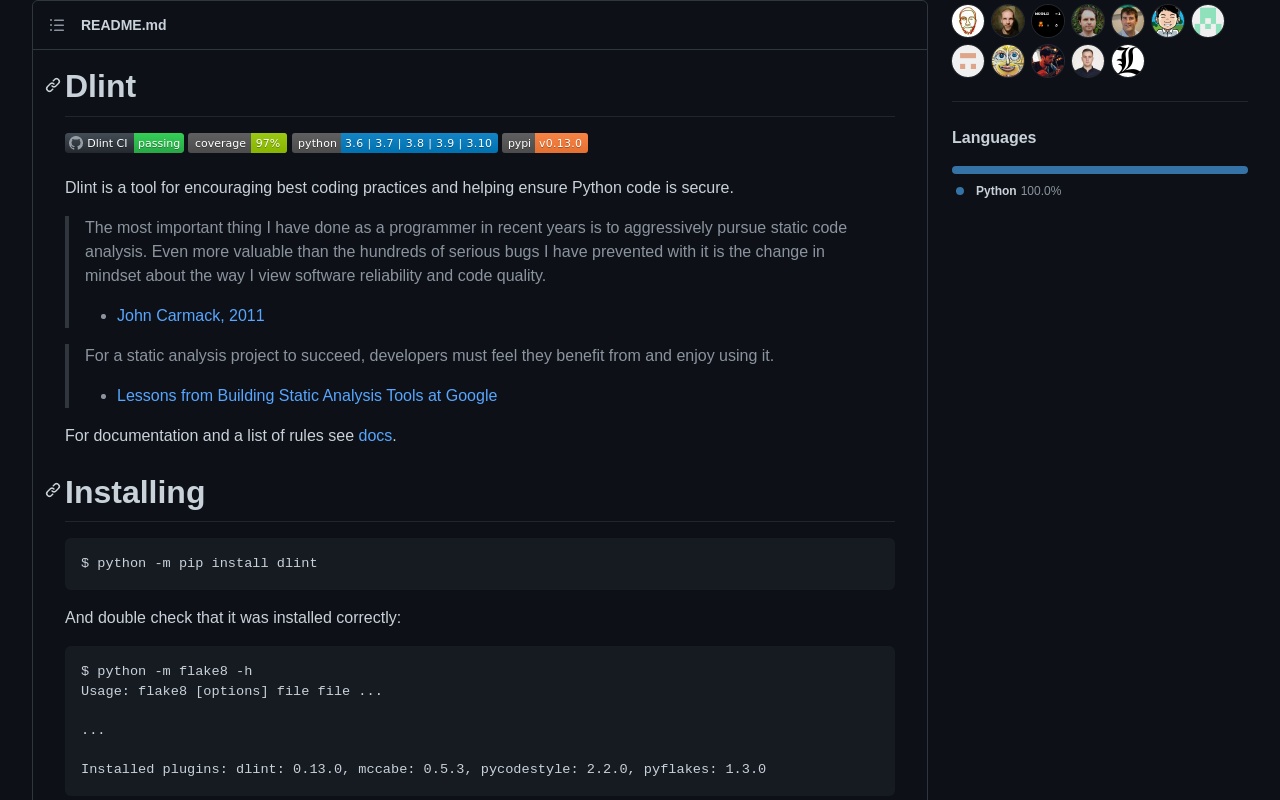 README.md
Dlint
Dlint CI passing coverage 97% python 3.6 | 3.7 | 3.8 | 3.9 | 3.10 pypi v0.13.0
Dlint is a tool for encouraging best coding practices and helping ensure Python code is secure.
The most important thing I have done as a programmer in recent years is to aggressively pursue static code
analysis. Even more valuable than the hundreds of serious bugs I have prevented with it is the change in
mindset about the way I view software reliability and code quality.
• John Carmack, 2011
For a static analysis project to succeed, developers must feel they benefit from and enjoy using it.
• Lessons from Building Static Analysis Tools at Google
For documentation and a list of rules see docs.
Installing
$ python -m pip install dlint
And double check that it was installed correctly:
$ python -m flake8 -h
Usage: flake8 [options] file file ...
...
Installed plugins: dlint: 0.13.0, mccabe: 0.5.3, pycodestyle: 2.2.0, pyflakes: 1.3.0
Languages
Python 100.0%